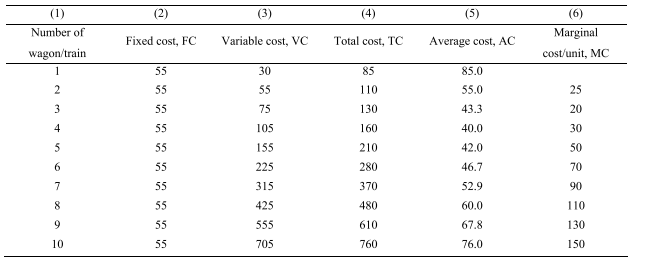 (1) (2) (3) (4) (5) (6)
Number of wagon/train Fixed cost, FC Variable cost, VC Total cost, TC Average cost, AC Marginal cost/unit, MC
1 55 30 85 85.0
2 55 55 110 55.0 25
3 55 75 130 43.3 20
4 55 105 160 40.0 30
5 55 155 210 42.0 50
6 55 225 280 46.7 70
7 55 315 370 52.9 90
8 55 425 480 60.0 110
9 55 555 610 67.8 130
10 55 705 760 76.0 150